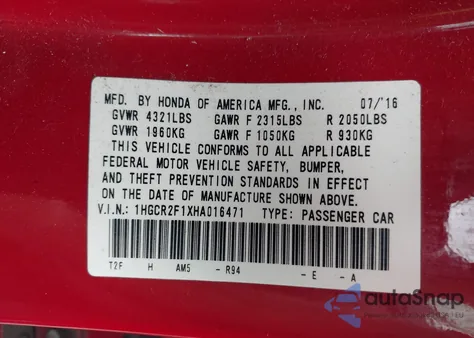 MFD. BY HONDA OF AMERICA MFG., INC. 07/'16
GVWR 4321LBS GAWR F 2315LBS R 2050LBS
GVWR 1960KG GAWR F 1050KG R 930KG
THIS VEHICLE CONFORMS TO ALL APPLICABLE
FEDERAL MOTOR VEHICLE SAFETY, BUMPER,
AND THEFT PREVENTION STANDARDS IN EFFECT
ON THE DATE OF MANUFACTURE SHOWN ABOVE.
V.I.N.: 1HGCR2F1XHA016471 TYPE: PASSENGER CAR
T2F H AM5 -R94 -E -A
autoSnap